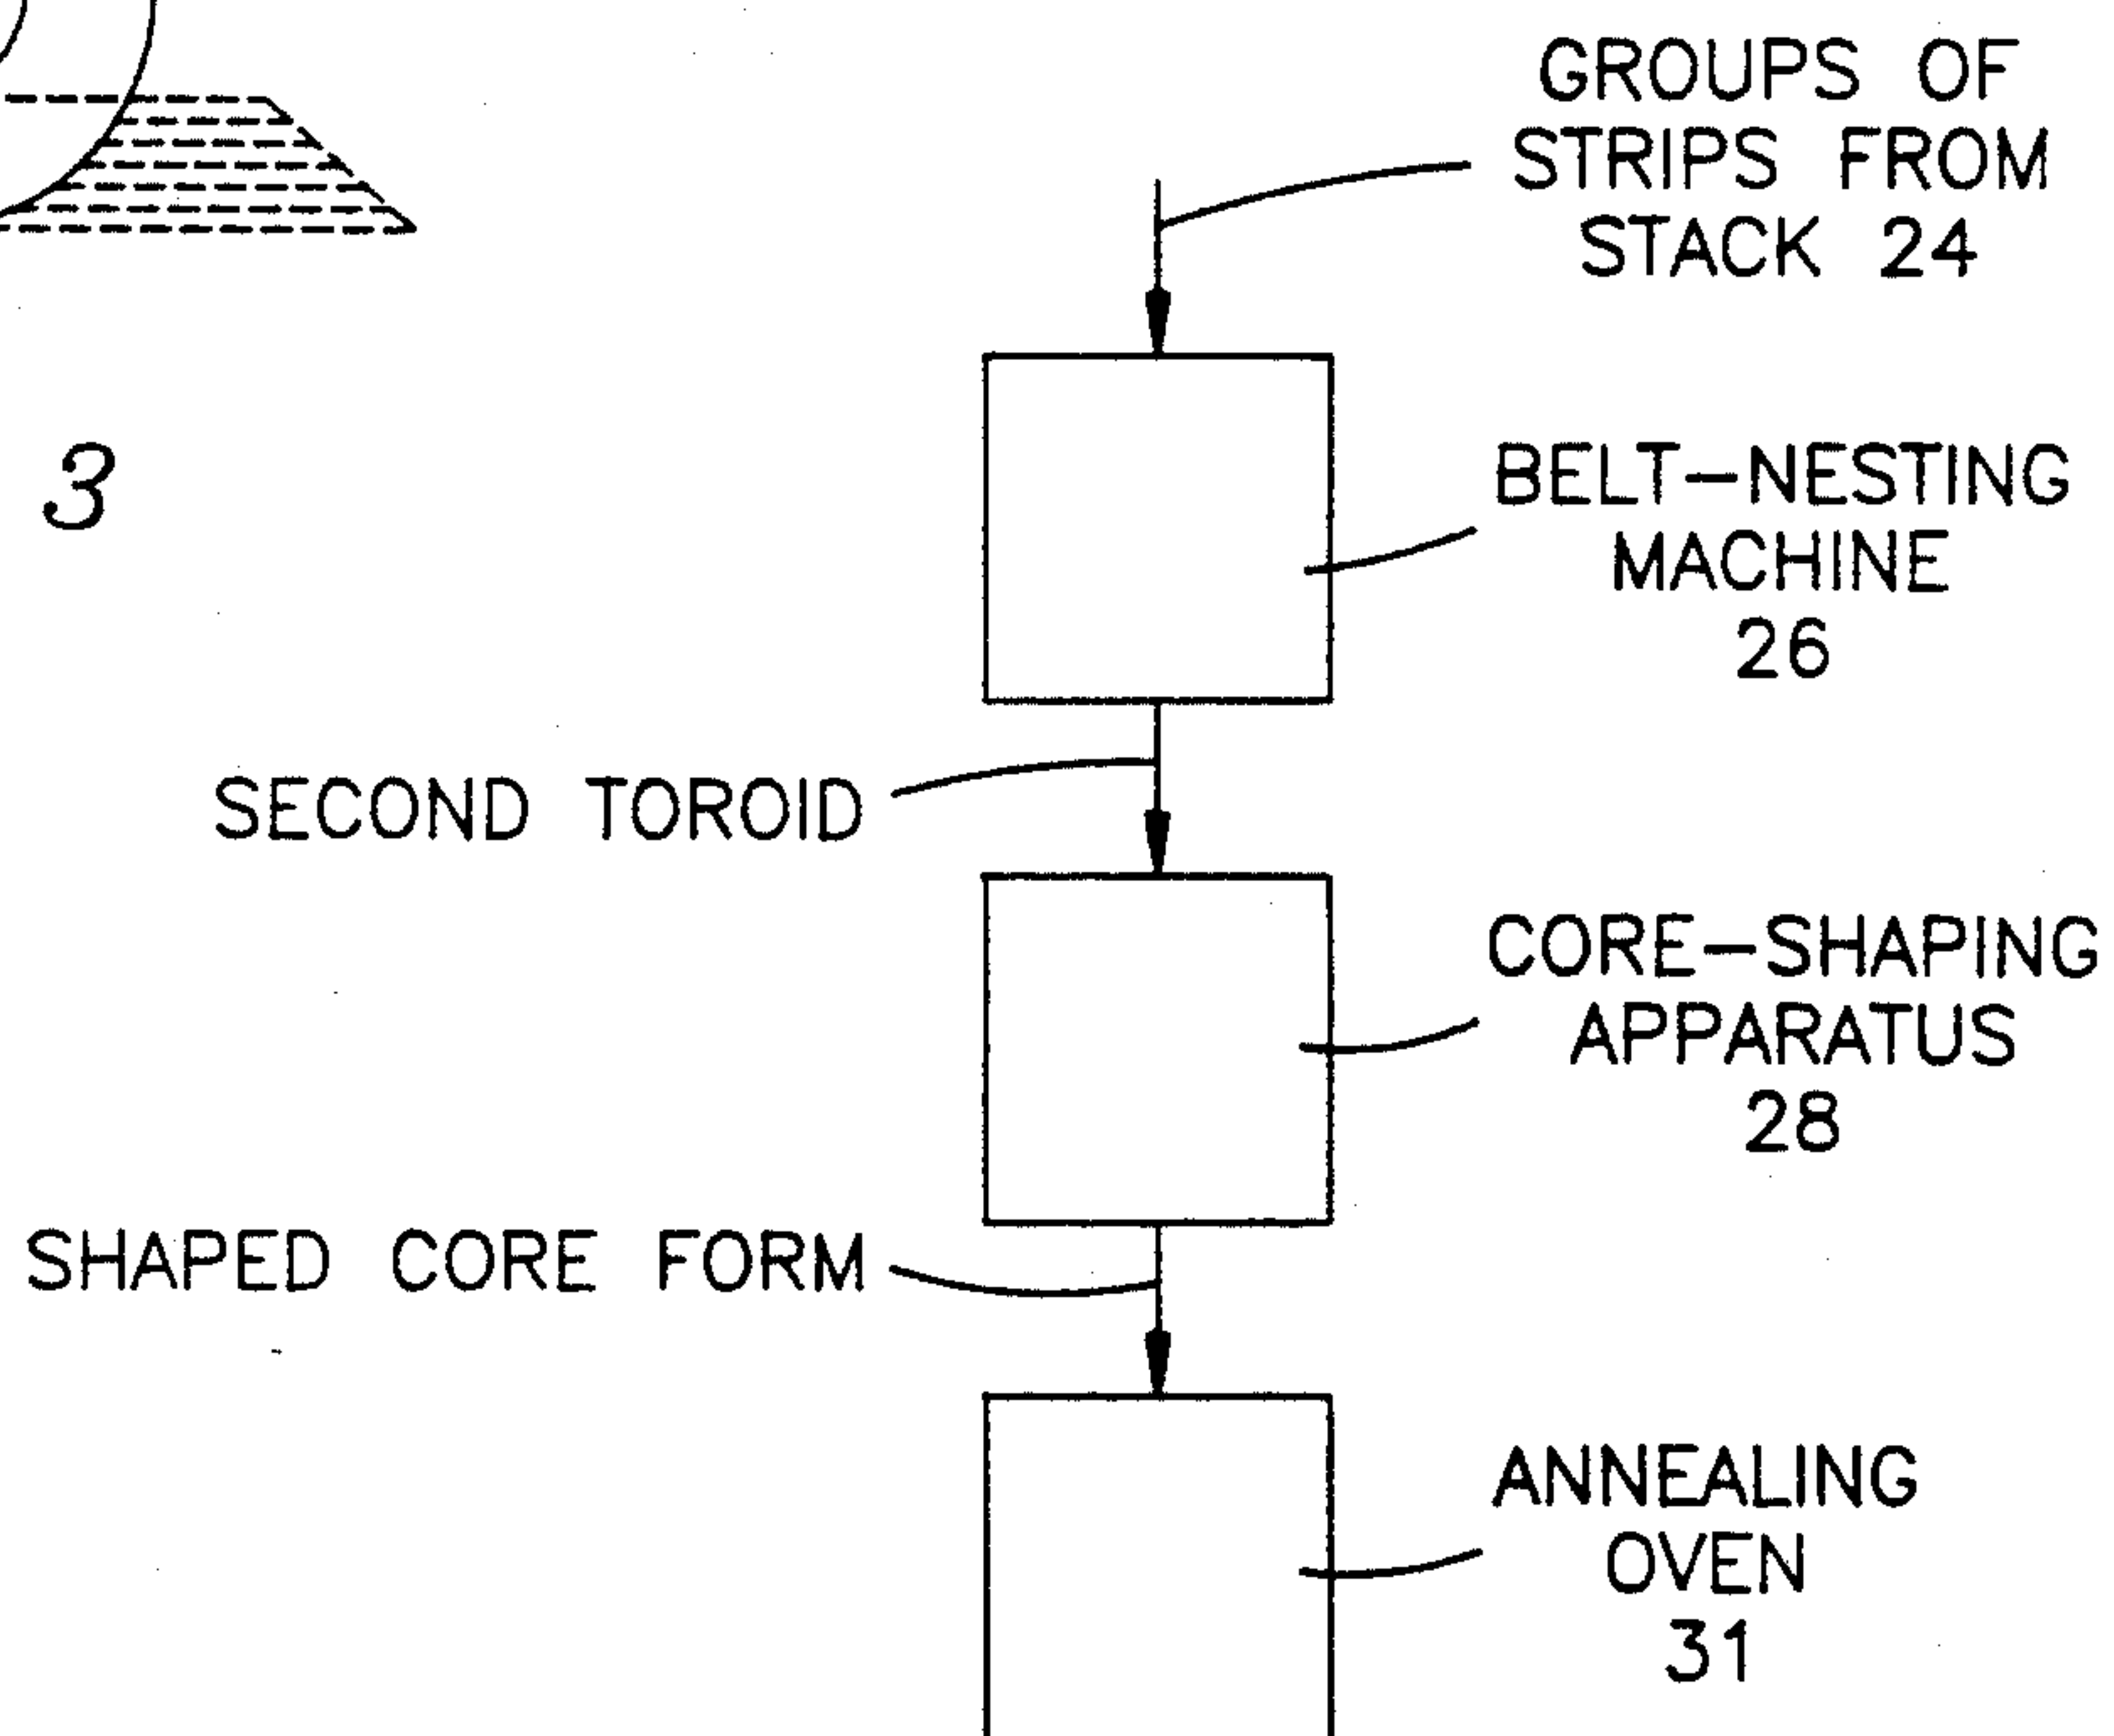 GROUPS OF
STRIPS FROM
STACK 24
3
BELT-NESTING
MACHINE
26
SECOND TOROID
CORE-SHAPING
APPARATUS
28
SHAPED CORE FORM
ANNEALING
OVEN
31